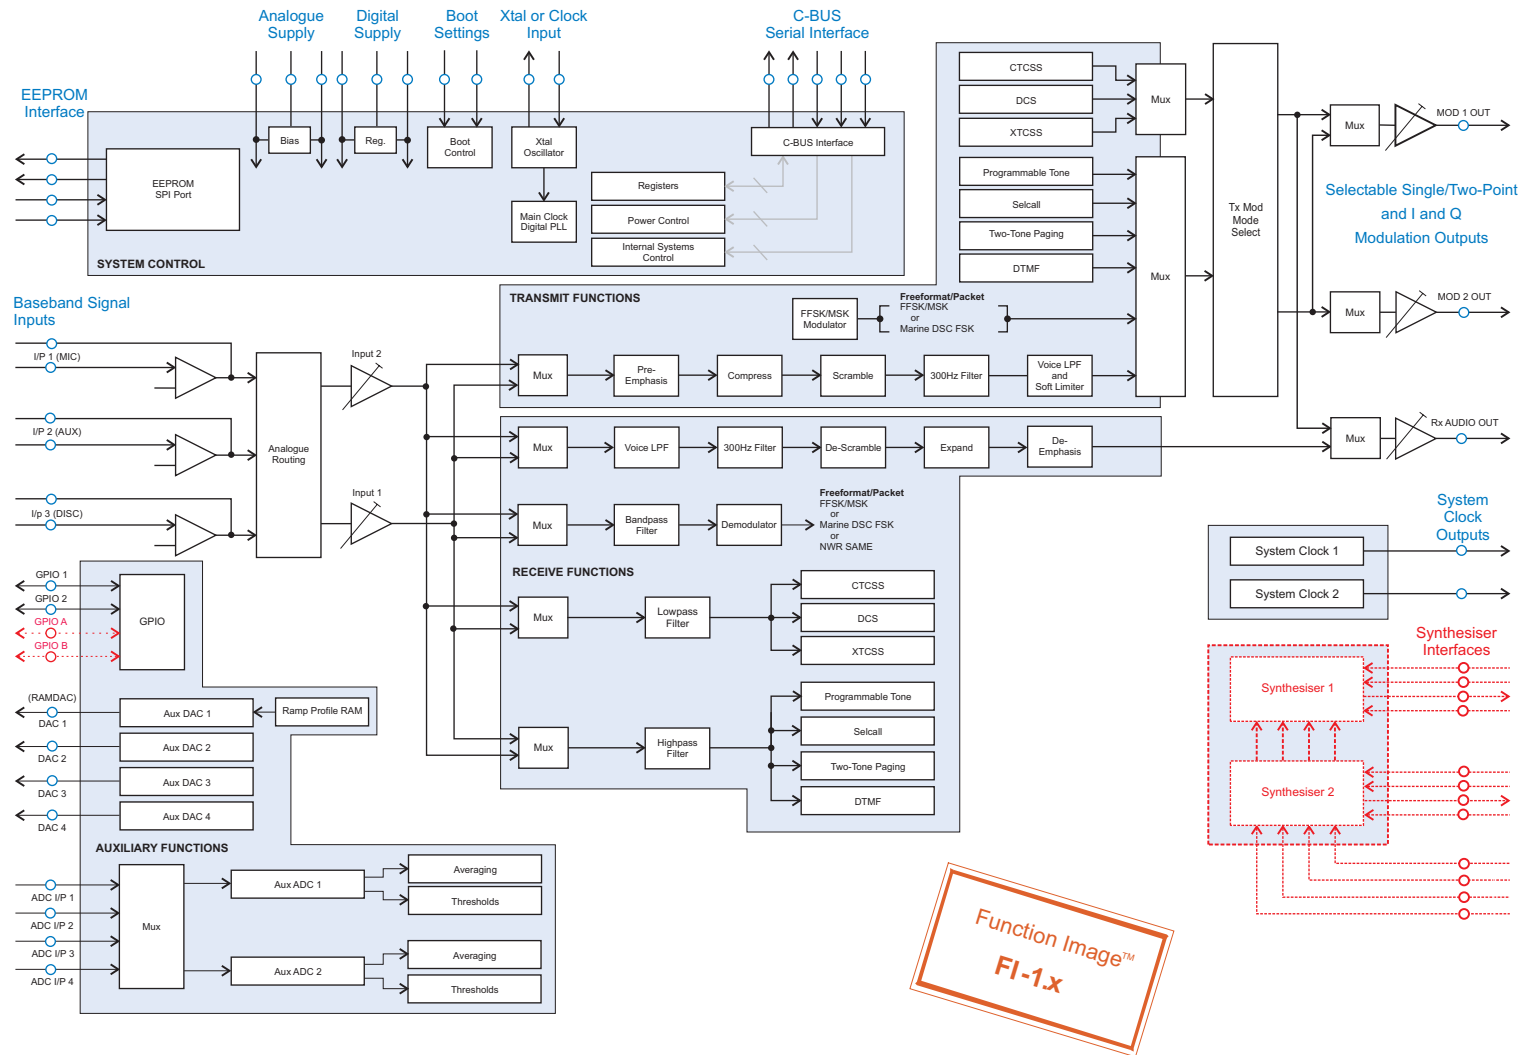 Analogue
Supply
Digital
Supply
Boot
Settings
Xtal or Clock
Input
C-BUS
Serial Interface
EEPROM
Interface
EEPROM
SPI Port
Bias
Reg.
Boot
Control
Xtal
Oscillator
Main Clock
Digital PLL
C-BUS Interface
Registers
Power Control
Internal Systems
Control
SYSTEM CONTROL
CTCSS
DCS
XTCSS
Mux
Programmable Tone
Selcall
Two-Tone Paging
DTMF
Mux
Tx Mod
Mode
Select
Mux
MOD 1 OUT
Selectable Single/Two-Point
and I and Q
Modulation Outputs
Mux
MOD 2 OUT
Mux
Rx AUDIO OUT
TRANSMIT FUNCTIONS
FFSK/MSK
Modulator
Freeformat/Packet
FFSK/MSK
or
Marine DSC FSK
Mux
Pre-
Emphasis
Compress
Scramble
300Hz Filter
Voice LPF
and
Soft Limiter
Baseband Signal
Inputs
I/P 1 (MIC)
I/P 2 (AUX)
I/p 3 (DISC)
Analogue
Routing
Input 2
Input 1
Mux
Voice LPF
300Hz Filter
De-Scramble
Expand
De-
Emphasis
Mux
Bandpass
Filter
Demodulator
Freeformat/Packet
FFSK/MSK
or
Marine DSC FSK
or
NWR SAME
RECEIVE FUNCTIONS
Mux
Lowpass
Filter
CTCSS
DCS
XTCSS
Mux
Highpass
Filter
Programmable Tone
Selcall
Two-Tone Paging
DTMF
System
Clock
Outputs
System Clock 1
System Clock 2
Synthesiser
Interfaces
Synthesiser 1
Synthesiser 2
GPIO 1
GPIO 2
GPIO A
GPIO B
GPIO
(RAMDAC)
DAC 1
DAC 2
DAC 3
DAC 4
Aux DAC 1
Ramp Profile RAM
Aux DAC 2
Aux DAC 3
Aux DAC 4
AUXILIARY FUNCTIONS
ADC I/P 1
ADC I/P 2
ADC I/P 3
ADC I/P 4
Mux
Aux ADC 1
Averaging
Thresholds
Aux ADC 2
Averaging
Thresholds
Function Image™
FI-1.x